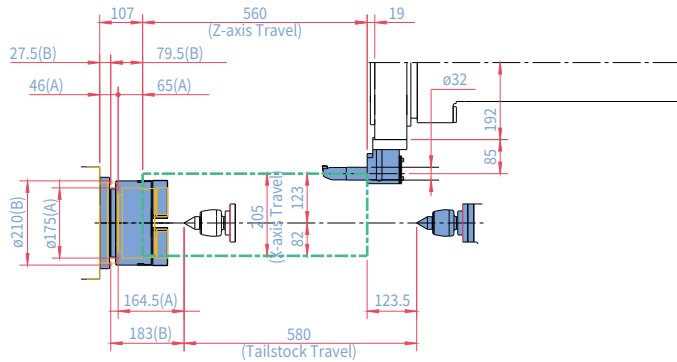 107
560
19
(Z-axis Travel)
27.5(B)
79.5(B)
46(A)
65(A)
ø32
192
85
ø210(B)
ø175(A)
205
(X-axis Travel)
123
82
164.5(A)
123.5
183(B)
580
(Tailstock Travel)